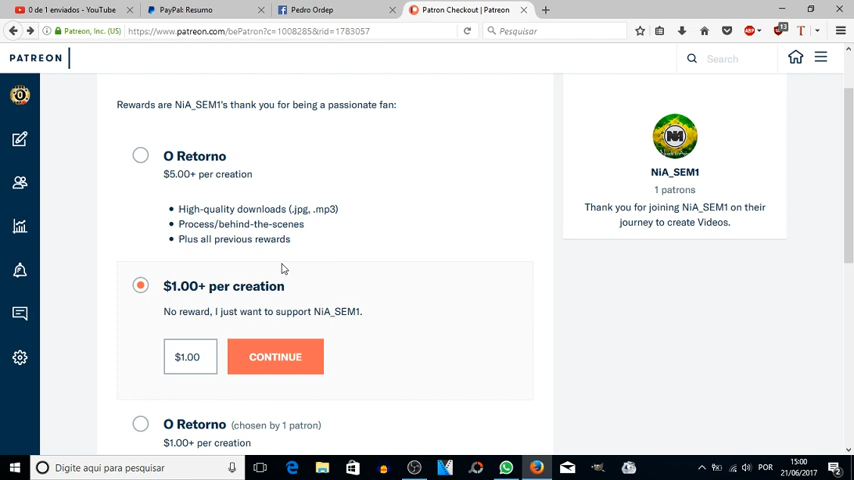 0 de 1 enviados - YouTube
PayPal: Resumo
Pedro Ordep
Patron Checkout | Patreon
Patreon, Inc. (US)
https://www.patreon.com/bePatron?c=1008285&rid=1783057
Pesquisar
ABP
13
T
PATREON
Search
Rewards are NiA_SEM1's thank you for being a passionate fan:
O Retorno
$5.00+ per creation
• High-quality downloads (.jpg, .mp3)
• Process/behind-the-scenes
• Plus all previous rewards
$1.00+ per creation
No reward, I just want to support NiA_SEM1.
$1.00
CONTINUE
O Retorno (chosen by 1 patron)
$1.00+ per creation
NiA_SEM1
1 patrons
Thank you for joining NiA_SEM1 on their
journey to create Videos.
Digite aqui para pesquisar
POR
15:00
21/06/2017
2